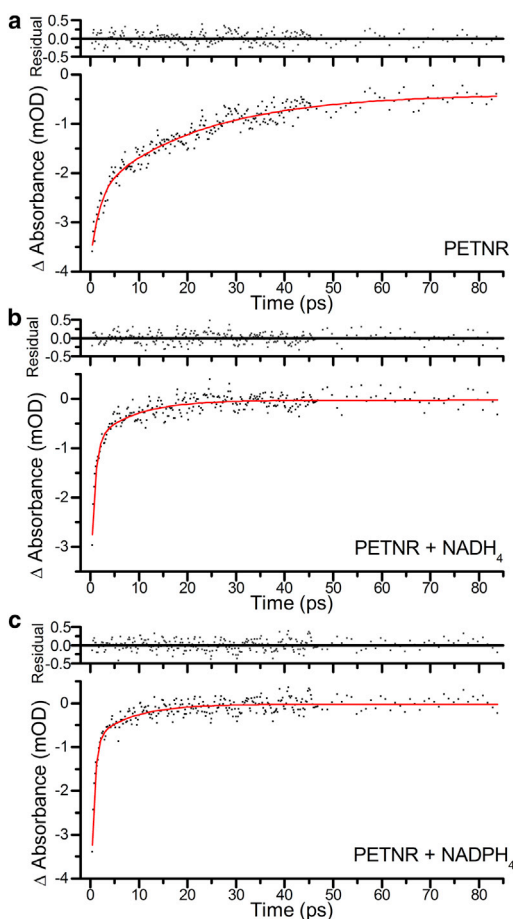 a
Residual
0.5
0.0
-0.5
Δ Absorbance (mOD)
0
-1
-2
-3
-4
PETNR
0 10 20 30 40 50 60 70 80
Time (ps)
b
Residual
0.5
0.0
-0.5
Δ Absorbance (mOD)
0
-1
-2
-3
PETNR + NADH₄
0 10 20 30 40 50 60 70 80
Time (ps)
c
Residual
0.5
0.0
-0.5
Δ Absorbance (mOD)
0
-1
-2
-3
-4
PETNR + NADPH₄
0 10 20 30 40 50 60 70 80
Time (ps)